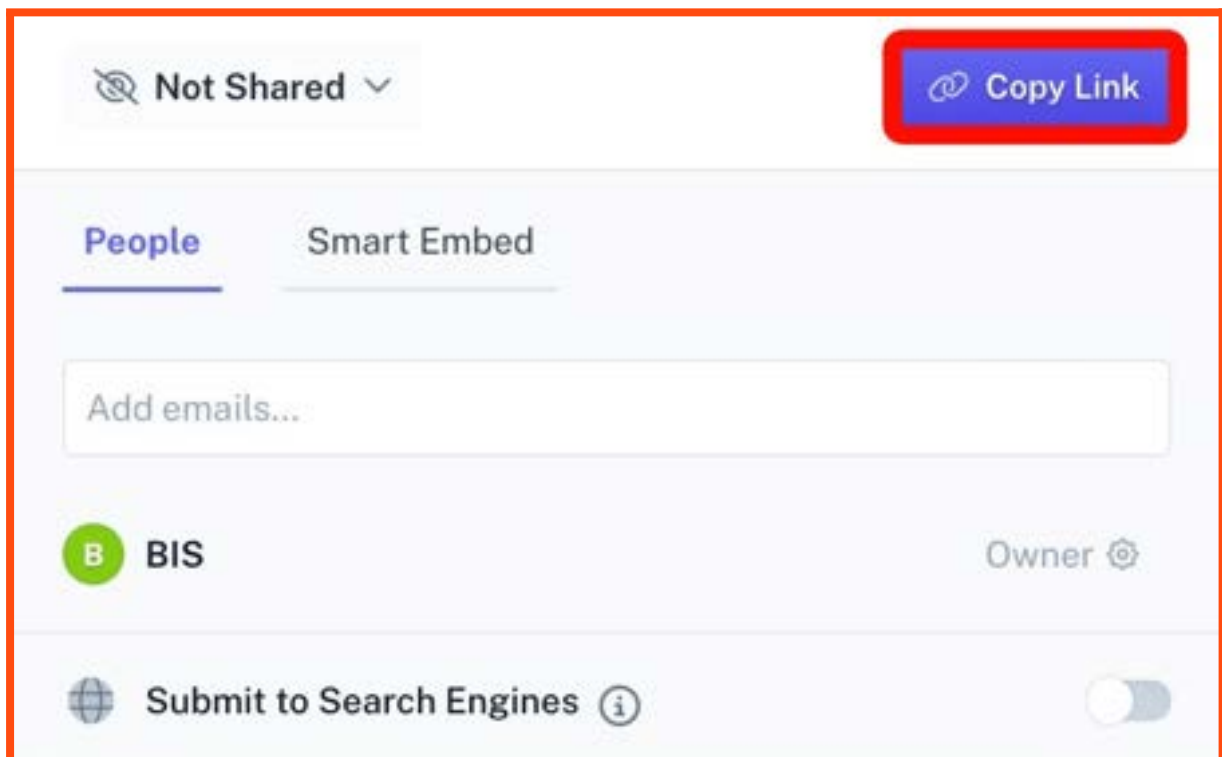 Not Shared
Copy Link
People
Smart Embed
Add emails...
B
BIS
Owner
Submit to Search Engines